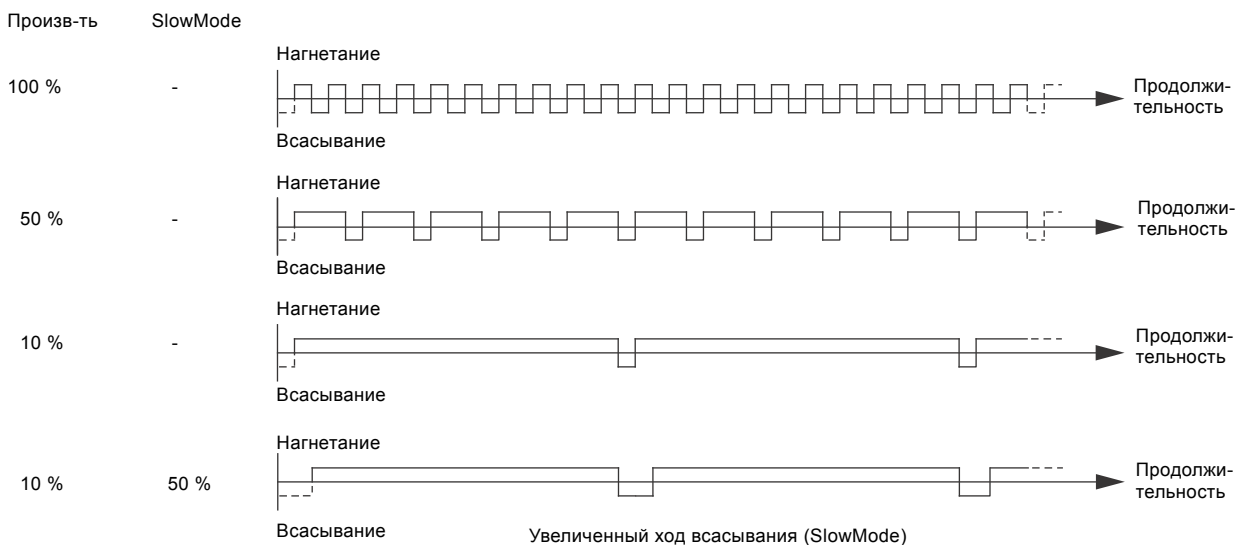 Произв-ть SlowMode
Нагнетание
100 % -
Продолжи-
тельность
Всасывание
Нагнетание
50 % -
Продолжи-
тельность
Всасывание
Нагнетание
10 % -
Продолжи-
тельность
Всасывание
Нагнетание
10 % 50 %
Продолжи-
тельность
Всасывание
Увеличенный ход всасывания (SlowMode)